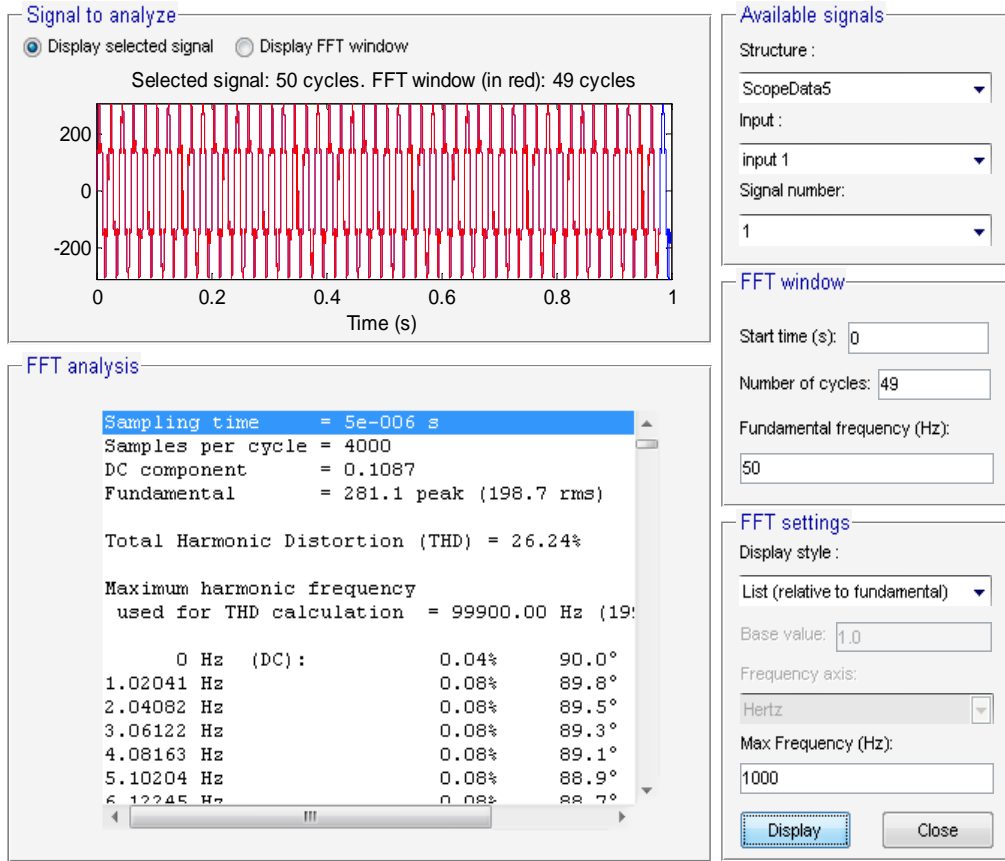 Signal to analyze
Display selected signal
Display FFT window
Selected signal: 50 cycles. FFT window (in red): 49 cycles
200
0
-200
0
0.2
0.4
0.6
0.8
1
Time (s)
FFT analysis
Sampling time = 5e-006 s
Samples per cycle = 4000
DC component = 0.1087
Fundamental = 281.1 peak (198.7 rms)
Total Harmonic Distortion (THD) = 26.24%
Maximum harmonic frequency
used for THD calculation = 99900.00 Hz (19
0 Hz (DC): 0.04% 90.0°
1.02041 Hz 0.08% 89.8°
2.04082 Hz 0.08% 89.5°
3.06122 Hz 0.08% 89.3°
4.08163 Hz 0.08% 89.1°
5.10204 Hz 0.08% 88.9°
6.12245 Hz 0.08% 88.7°
Available signals
Structure :
ScopeData5
Input :
input 1
Signal number:
1
FFT window
Start time (s): 0
Number of cycles: 49
Fundamental frequency (Hz):
50
FFT settings
Display style :
List (relative to fundamental)
Base value: 1.0
Frequency axis:
Hertz
Max Frequency (Hz):
1000
Display
Close